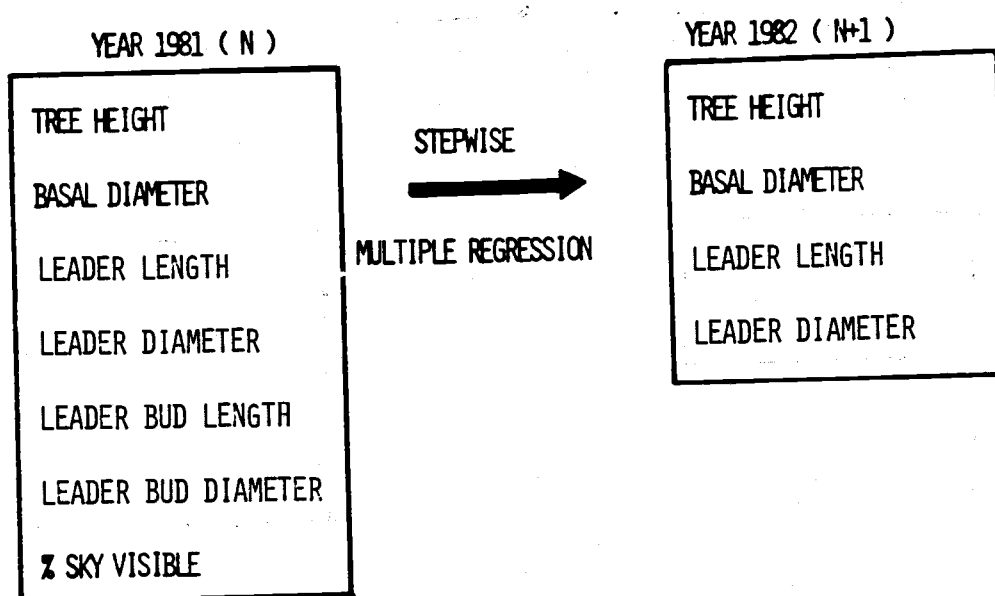 YEAR 1981 ( N )
TREE HEIGHT
BASAL DIAMETER
LEADER LENGTH
LEADER DIAMETER
LEADER BUD LENGTH
LEADER BUD DIAMETER
% SKY VISIBLE
STEPWISE
MULTIPLE REGRESSION
YEAR 1982 ( N+1 )
TREE HEIGHT
BASAL DIAMETER
LEADER LENGTH
LEADER DIAMETER